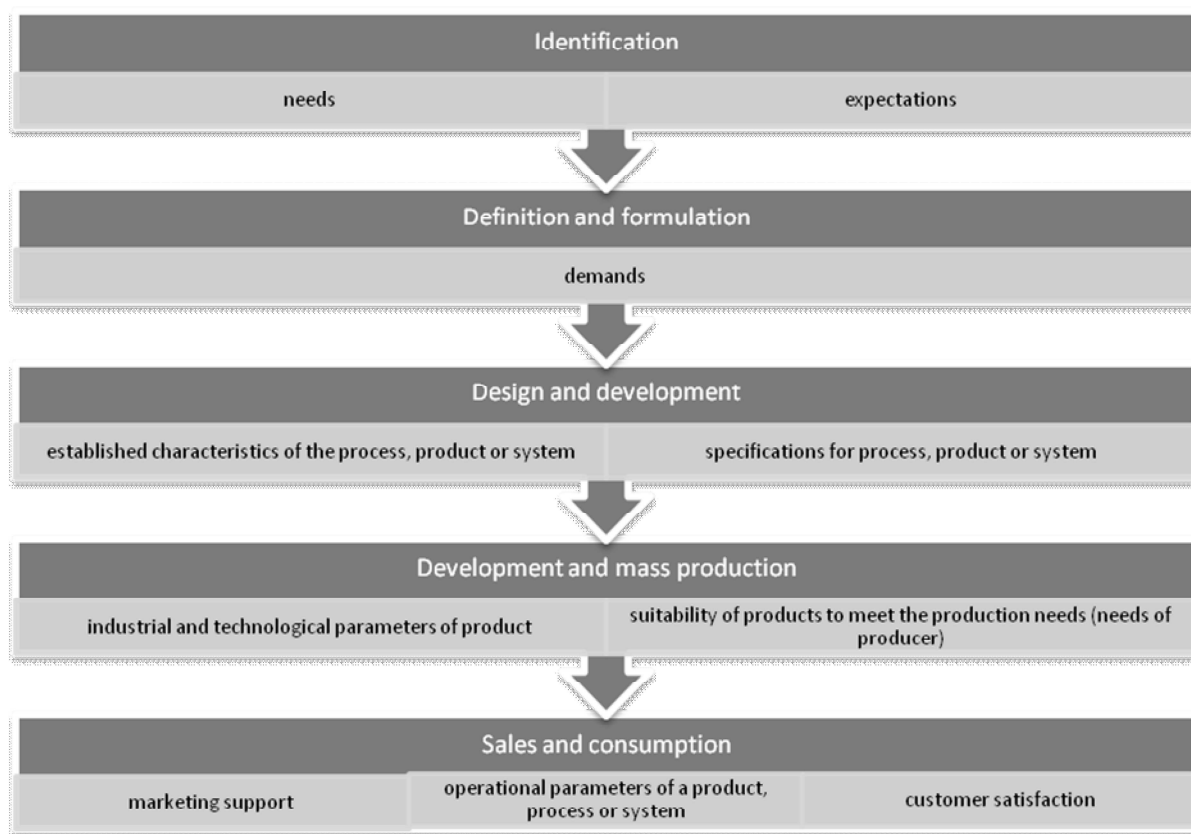 Identification
needs
expectations
Definition and formulation
demands
Design and development
established characteristics of the process, product or system
specifications for process, product or system
Development and mass production
industrial and technological parameters of product
suitability of products to meet the production needs (needs of
producer)
Sales and consumption
marketing support
operational parameters of a product,
process or system
customer satisfaction